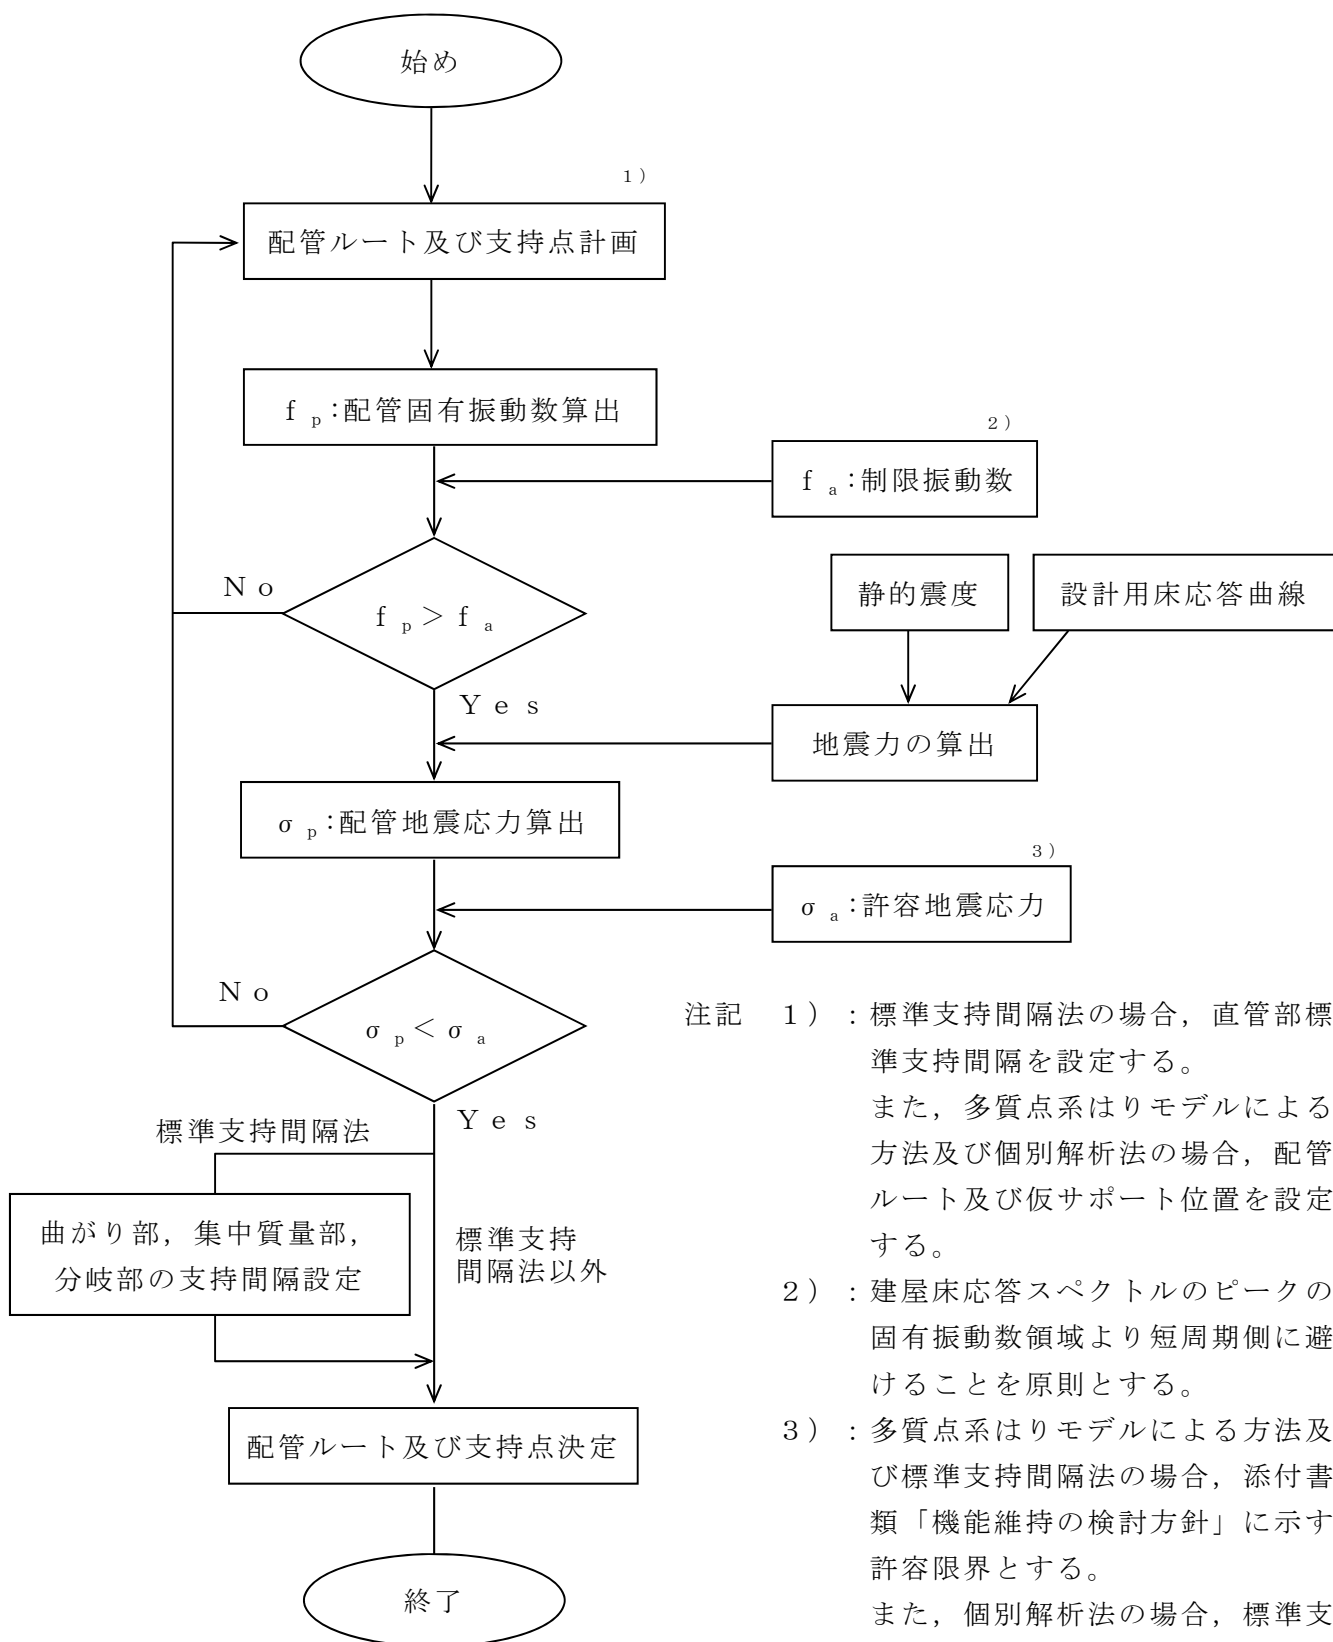 始め
1)
配管ルート及び支持点計画
f p:配管固有振動数算出
2)
f a:制限振動数
No
f p> f a
静的震度
設計用床応答曲線
Yes
地震力の算出
σ p:配管地震応力算出
3)
σ a:許容地震応力
No
σ p< σ a
Yes
標準支持間隔法
曲がり部，集中質量部，
分岐部の支持間隔設定
標準支持
間隔法以外
配管ルート及び支持点決定
終了
注記 1) : 標準支持間隔法の場合，直管部標
準支持間隔を設定する。
また，多質点系はりモデルによる
方法及び個別解析法の場合，配管
ルート及び仮サポート位置を設定
する。
2) : 建屋床応答スペクトルのピークの
固有振動数領域より短周期側に避
けることを原則とする。
3) : 多質点系はりモデルによる方法及
び標準支持間隔法の場合，添付書
類「機能維持の検討方針」に示す
許容限界とする。
また，個別解析法の場合，標準支